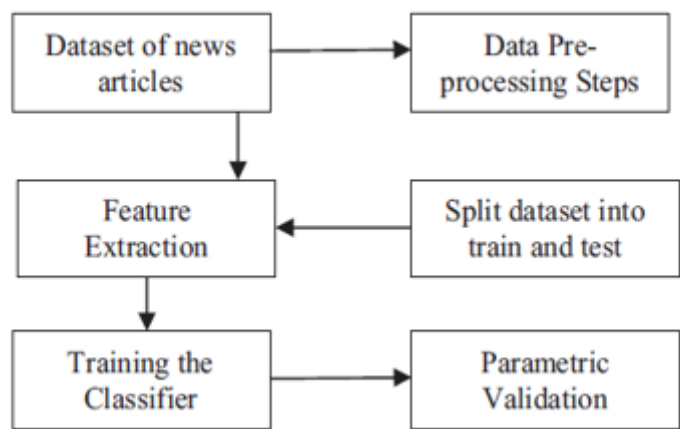 Dataset of news
articles
Data Pre-
processing Steps
Feature
Extraction
Split dataset into
train and test
Training the
Classifier
Parametric
Validation